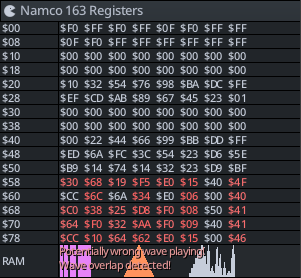 Namco 163 Registers
$00 $F0 $FF $F0 $FF $0F $F0 $FF $FF
$08 $0F $F0 $FF $FF $FF $FF $FF $FF
$10 $00 $00 $00 $00 $00 $00 $00 $00
$18 $00 $00 $00 $00 $00 $00 $00 $00
$20 $10 $32 $54 $76 $98 $BA $DC $FE
$28 $EF $CD $AB $89 $67 $45 $23 $01
$30 $00 $00 $00 $00 $00 $00 $00 $00
$38 $00 $00 $00 $00 $00 $00 $00 $00
$40 $00 $22 $44 $66 $99 $BB $DD $FF
$48 $ED $6A $FC $3C $54 $23 $D6 $5E
$50 $B9 $14 $74 $14 $32 $23 $D9 $BF
$58 $30 $68 $19 $F5 $E0 $15 $40 $4F
$60 $CC $6C $6A $34 $E0 $06 $00 $40
$68 $C0 $38 $25 $D8 $F0 $08 $50 $41
$70 $64 $F0 $32 $AA $F0 $09 $40 $41
$78 $CC $10 $64 $62 $E0 $15 $00 $46
RAM
Potentially wrong wave playing!
Wave overlap detected!